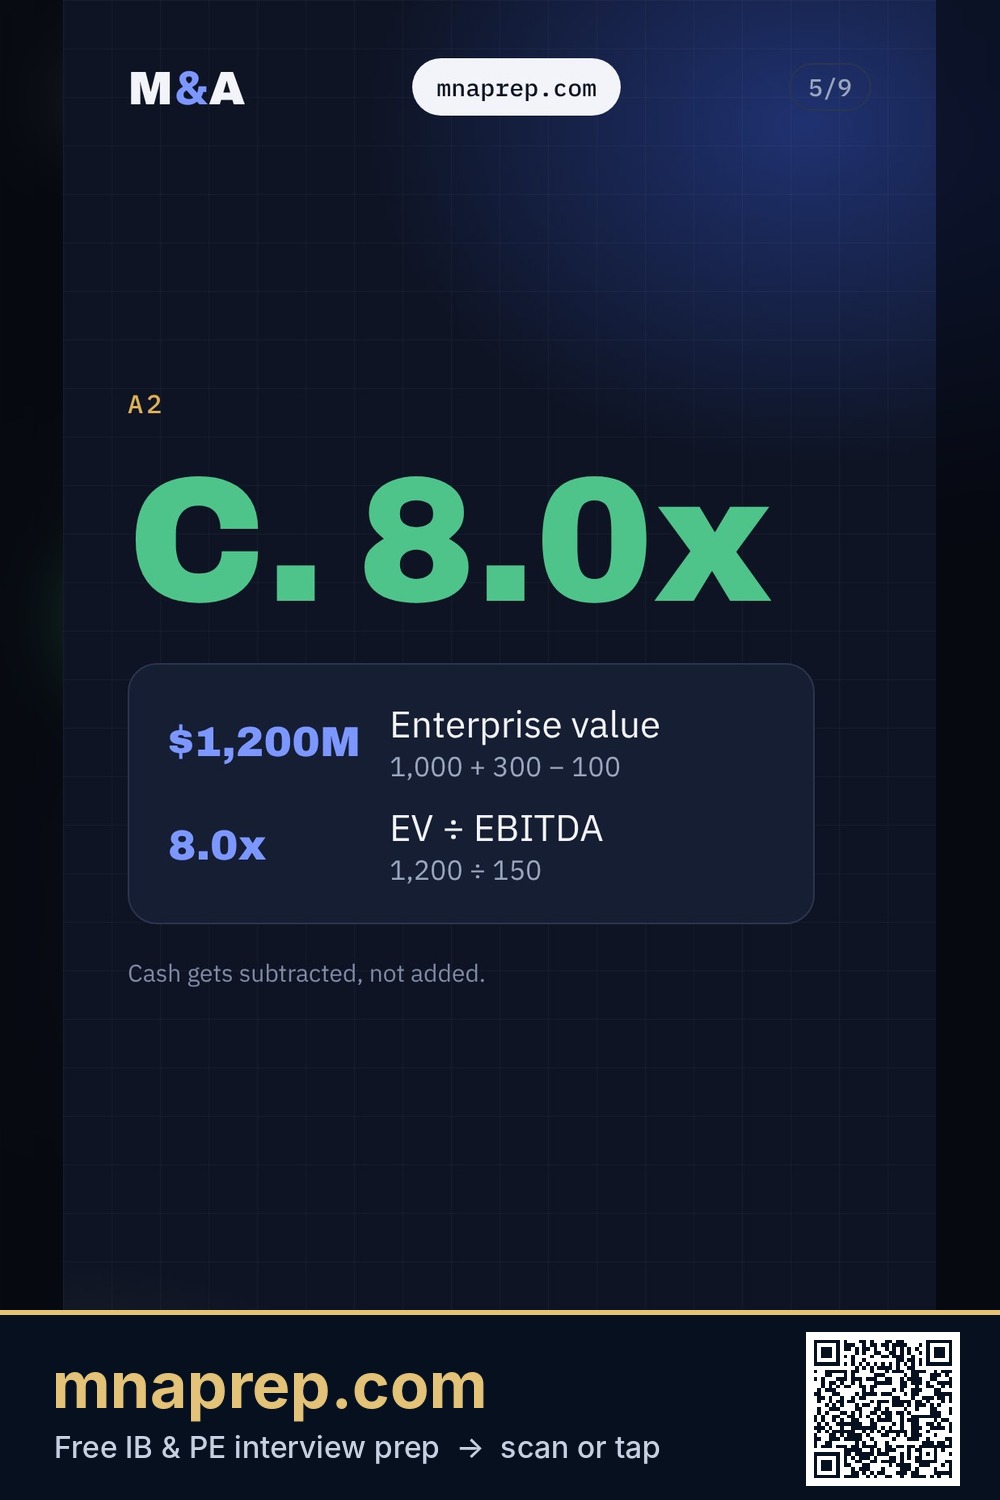 M&A
mnaprep.com
5/9
A2
C. 8.0x
$1,200M
Enterprise value
1,000 + 300 – 100
8.0x
EV ÷ EBITDA
1,200 ÷ 150
Cash gets subtracted, not added.
mnaprep.com
Free IB & PE interview prep → scan or tap